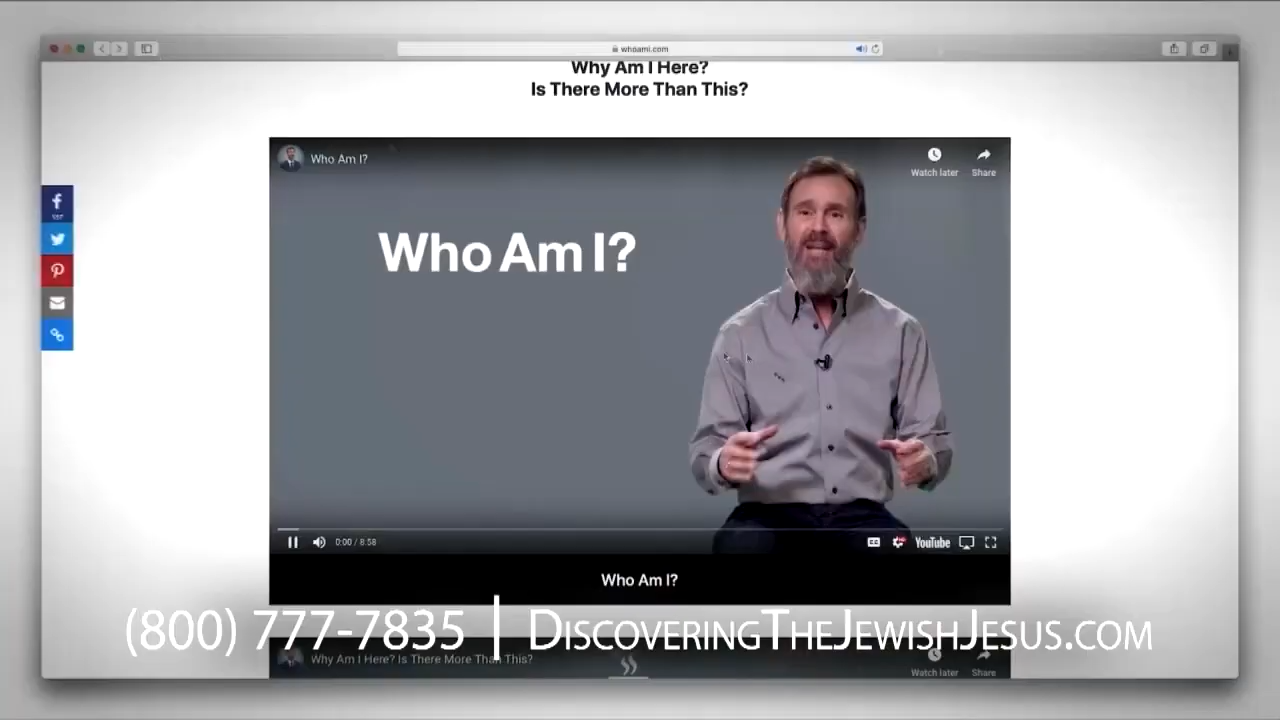 whoami.com
Why Am I Here?
Is There More Than This?
Who Am I?
Watch later
Share
Who Am I?
0:00 / 8:58
CC
YouTube
Who Am I?
(800) 777-7835 | DISCOVERINGTHEJEWISHJESUS.COM
Why Am I Here? Is There More Than This?
Watch later
Share